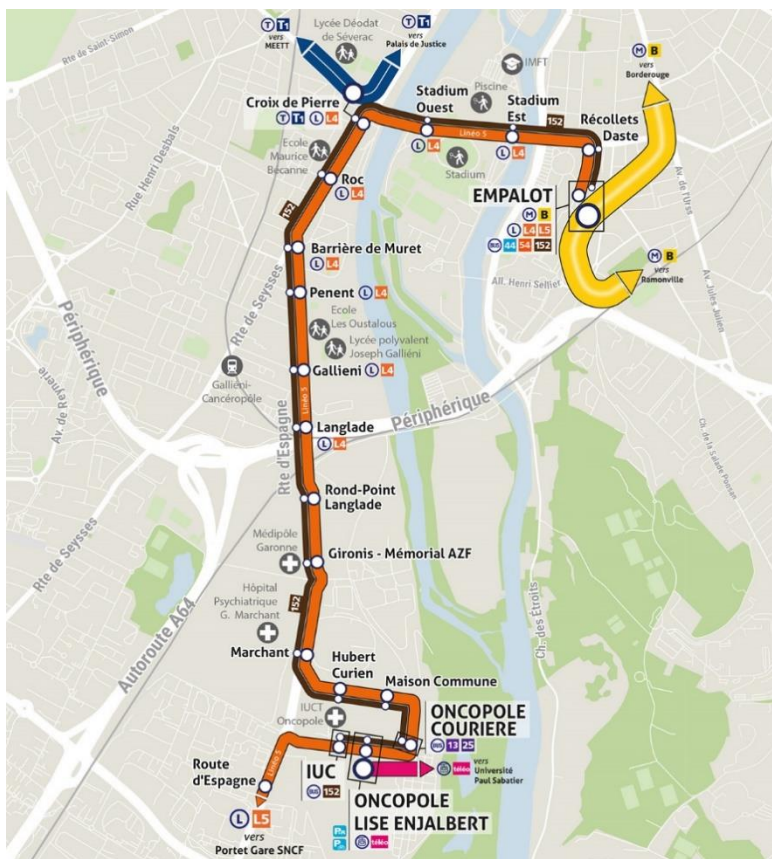 Rte de Saint-Simon
Lycée Déodat
de Séverac
T T1
vers
MEETT
T T1
vers
Palais de Justice
IMFT
M B
vers
Borderouge
Piscine
Croix de Pierre
T T1 L L4
Stadium
Ouest
L L4
Linéo 5
Stadium
Est
L L4
152
Récollets
Daste
Rue Henri Desbals
Ecole
Maurice
Bécanne
Stadium
Roc
L L4
EMPALOT
M B
L L4 L5
BUS 44 54 152
Av. de l'Urss
152
Barrière de Muret
L L4
M B
vers
Ramonville
All. Henri Sellier
Av. Jules Julien
Rte de Seysses
Penent L L4
Ecole
Les Oustalous
Lycée polyvalent
Joseph Galliéni
Périphérique
Galliéni-
Cancéropôle
Gallieni L L4
Linéo 5
Périphérique
Av. de Reynerie
Langlade
L L4
Rte d'Espagne
Ch. de la Salade Ponsan
Rond-Point
Langlade
Rte de Seysses
Médipôle
Garonne
Gironis - Mémorial AZF
152
Hôpital
Psychiatrique
G. Marchant
Autoroute A64
Marchant
Ch. des Étroits
Hubert
Curien
Maison Commune
IUCT
Oncopole
ONCOPOLE
COURIERE
BUS 13 25
Linéo 5
Route
d'Espagne
IUC
BUS 152
téléo
vers
Université
Paul Sabatier
L L5
vers
Portet Gare SNCF
ONCOPOLE
LISE ENJALBERT
téléo